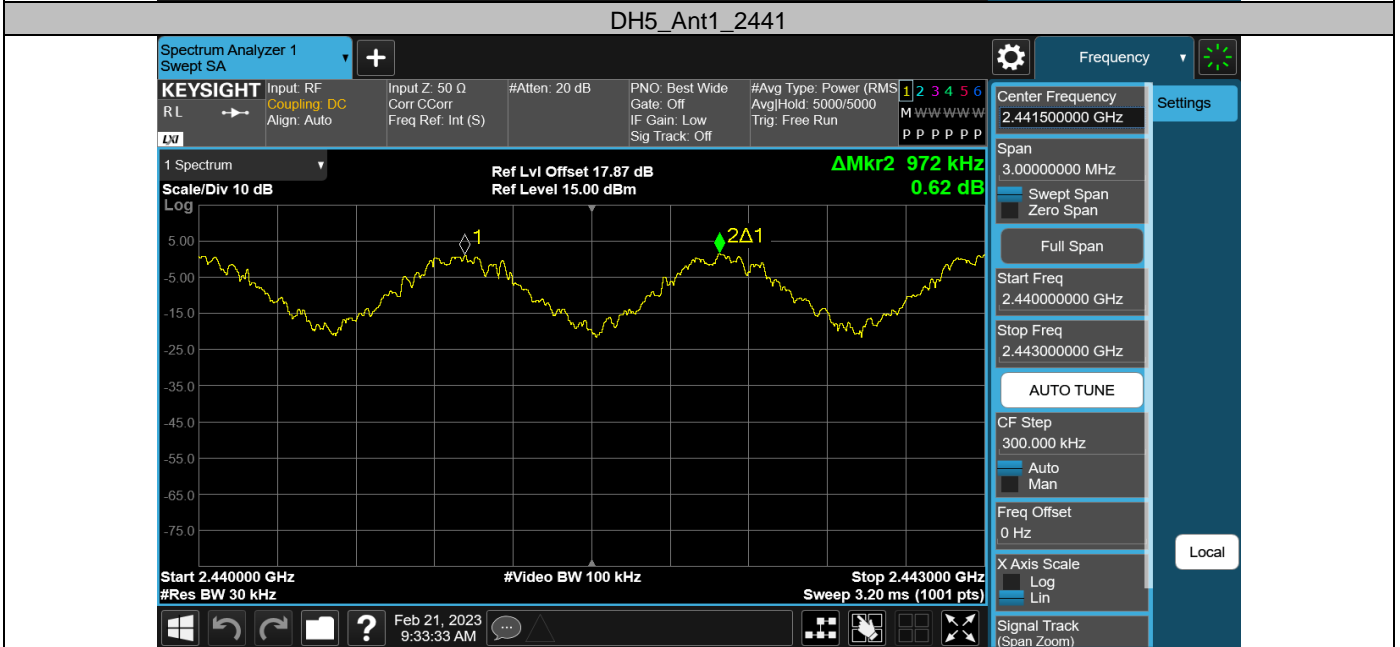 DH5_Ant1_2441
Spectrum Analyzer 1
Swept SA
+
Frequency
KEYSIGHT
RL
LXI
Input: RF
Coupling: DC
Align: Auto
Input Z: 50 Ω
Corr CCorr
Freq Ref: Int (S)
#Atten: 20 dB
PNO: Best Wide
Gate: Off
IF Gain: Low
Sig Track: Off
#Avg Type: Power (RMS
Avg|Hold: 5000/5000
Trig: Free Run
1 2 3 4 5 6
M W W W W W
P P P P P P
1 Spectrum
Scale/Div 10 dB
Ref Lvl Offset 17.87 dB
Ref Level 15.00 dBm
ΔMkr2 972 kHz
0.62 dB
Log
5.00
-5.00
-15.0
-25.0
-35.0
-45.0
-55.0
-65.0
-75.0
1
2Δ1
Start 2.440000 GHz
#Res BW 30 kHz
#Video BW 100 kHz
Stop 2.443000 GHz
Sweep 3.20 ms (1001 pts)
Center Frequency
2.441500000 GHz
Settings
Span
3.00000000 MHz
Swept Span
Zero Span
Full Span
Start Freq
2.440000000 GHz
Stop Freq
2.443000000 GHz
AUTO TUNE
CF Step
300.000 kHz
Auto
Man
Freq Offset
0 Hz
X Axis Scale
Log
Lin
Local
Signal Track
(Span Zoom)
?
Feb 21, 2023
9:33:33 AM